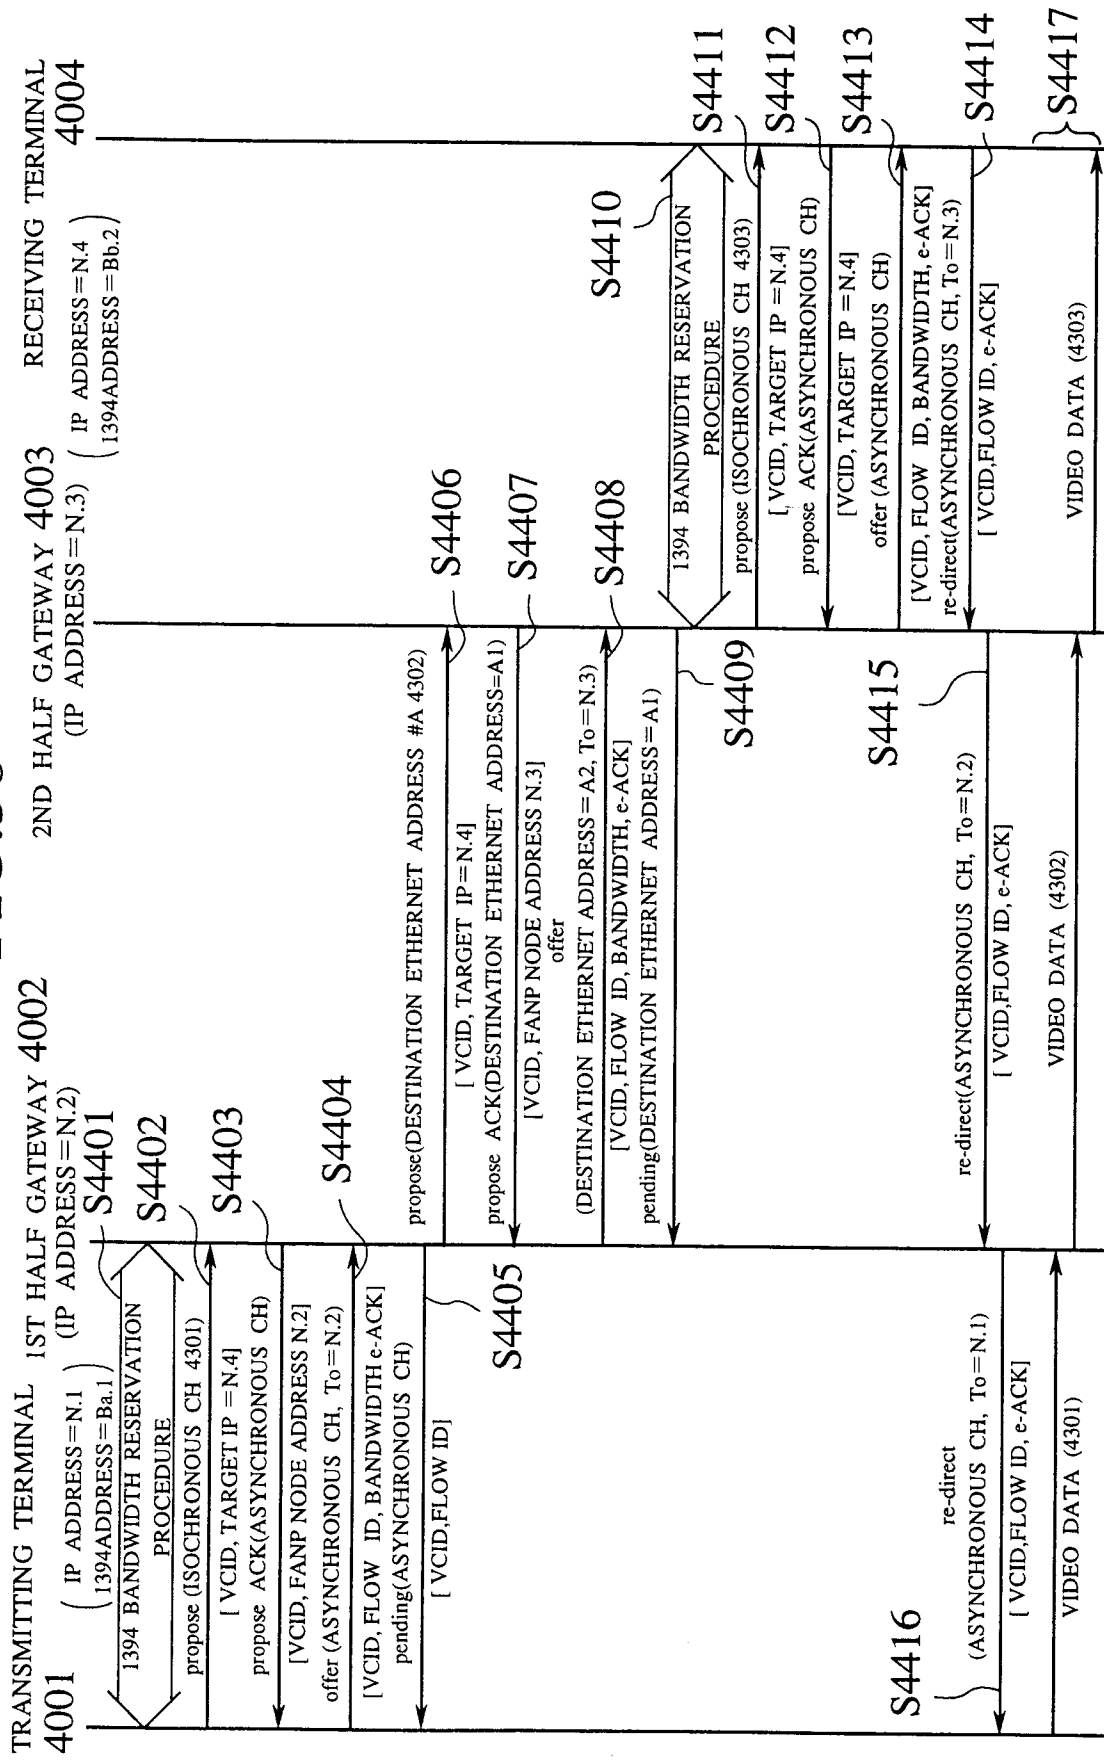 TRANSMITTING TERMINAL
4001
( IP ADDRESS=N.1
1394ADDRESS=Ba.1 )
1ST HALF GATEWAY 4002
(IP ADDRESS=N.2)
2ND HALF GATEWAY 4003
(IP ADDRESS=N.3)
RECEIVING TERMINAL
4004
( IP ADDRESS=N.4
1394ADDRESS=Bb.2 )
S4401
1394 BANDWIDTH RESERVATION
PROCEDURE
S4402
propose (ISOCHRONOUS CH 4301)
[ VCID, TARGET IP =N.4]
S4403
propose ACK(ASYNCHRONOUS CH)
[VCID, FANP NODE ADDRESS N.2]
S4404
offer (ASYNCHRONOUS CH, To=N.2)
[VCID, FLOW ID, BANDWIDTH e-ACK]
pending(ASYNCHRONOUS CH)
S4405
[ VCID,FLOW ID]
propose(DESTINATION ETHERNET ADDRESS #A 4302)
S4406
[ VCID, TARGET IP=N.4]
propose ACK(DESTINATION ETHERNET ADDRESS=A1)
S4407
[VCID, FANP NODE ADDRESS N.3]
offer
(DESTINATION ETHERNET ADDRESS=A2, To=N.3)
S4408
[VCID, FLOW ID, BANDWIDTH, e-ACK]
pending(DESTINATION ETHERNET ADDRESS=A1)
S4409
S4410
1394 BANDWIDTH RESERVATION
PROCEDURE
propose (ISOCHRONOUS CH 4303)
S4411
[ VCID, TARGET IP =N.4]
propose ACK(ASYNCHRONOUS CH)
S4412
[VCID, TARGET IP =N.4]
offer (ASYNCHRONOUS CH)
S4413
[VCID, FLOW ID, BANDWIDTH, e-ACK]
re-direct(ASYNCHRONOUS CH, To=N.3)
S4414
[ VCID,FLOW ID, e-ACK]
S4415
re-direct(ASYNCHRONOUS CH, To=N.2)
[ VCID,FLOW ID, e-ACK]
re-direct
(ASYNCHRONOUS CH, To=N.1)
S4416
[ VCID,FLOW ID, e-ACK]
VIDEO DATA (4301)
VIDEO DATA (4302)
VIDEO DATA (4303)
S4417